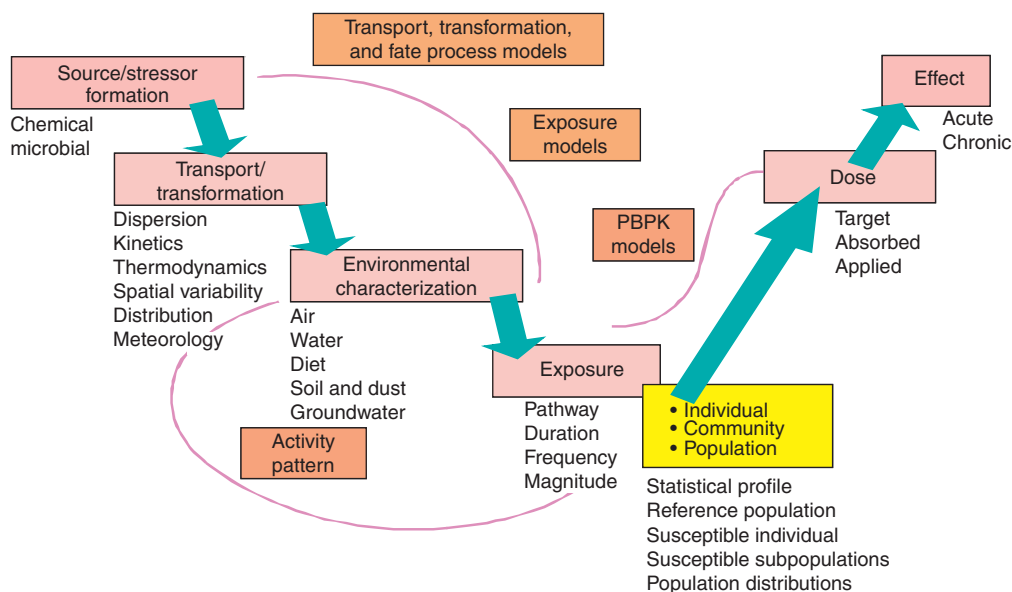 Transport, transformation,
and fate process models
Source/stressor
formation
Chemical
microbial
Effect
Acute
Chronic
Exposure
models
Transport/
transformation
Dispersion
Kinetics
Thermodynamics
Spatial variability
Distribution
Meteorology
Dose
Target
Absorbed
Applied
PBPK
models
Environmental
characterization
Air
Water
Diet
Soil and dust
Groundwater
Activity
pattern
Exposure
Pathway
Duration
Frequency
Magnitude
• Individual
• Community
• Population
Statistical profile
Reference population
Susceptible individual
Susceptible subpopulations
Population distributions